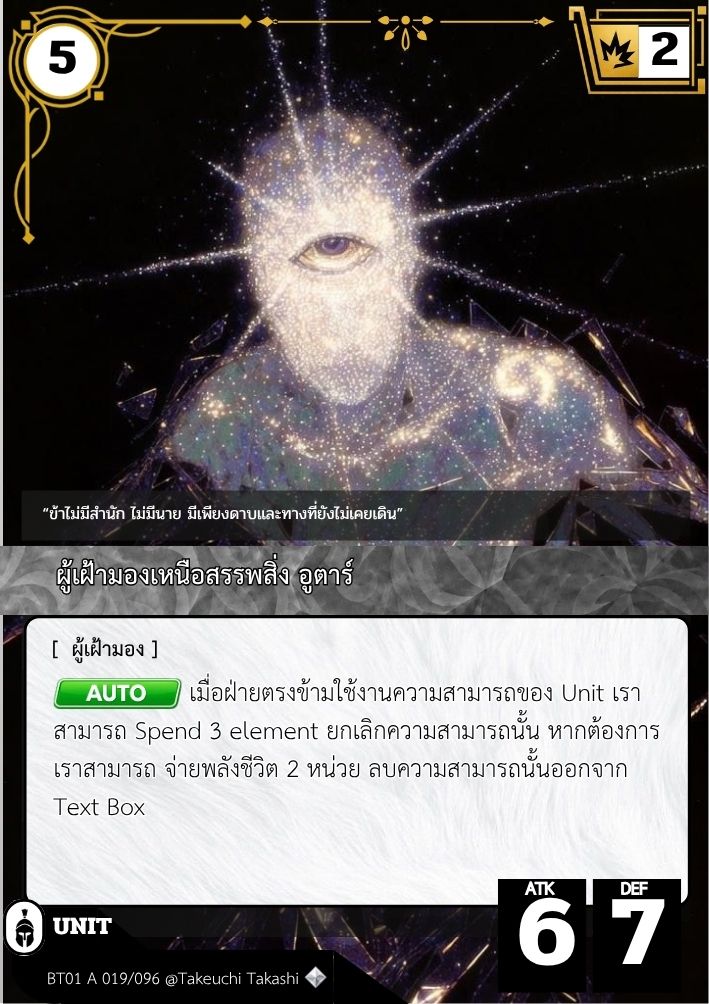 5
2
“ข้าไม่มีสำนัก ไม่มีนาย มีเพียงดาบและทางที่ยังไม่เคยเดิน”
ผู้เฝ้ามองเหนือสรรพสิ่ง อูตาร์
[ ผู้เฝ้ามอง ]
AUTO เมื่อฝ่ายตรงข้ามใช้งานความสามารถของ Unit เรา
สามารถ Spend 3 element ยกเลิกความสามารถนั้น หากต้องการ
เราสามารถ จ่ายพลังชีวิต 2 หน่วย ลบความสามารถนั้นออกจาก
Text Box
ATK DEF
6 7
UNIT
BT01 A 019/096 @Takeuchi Takashi